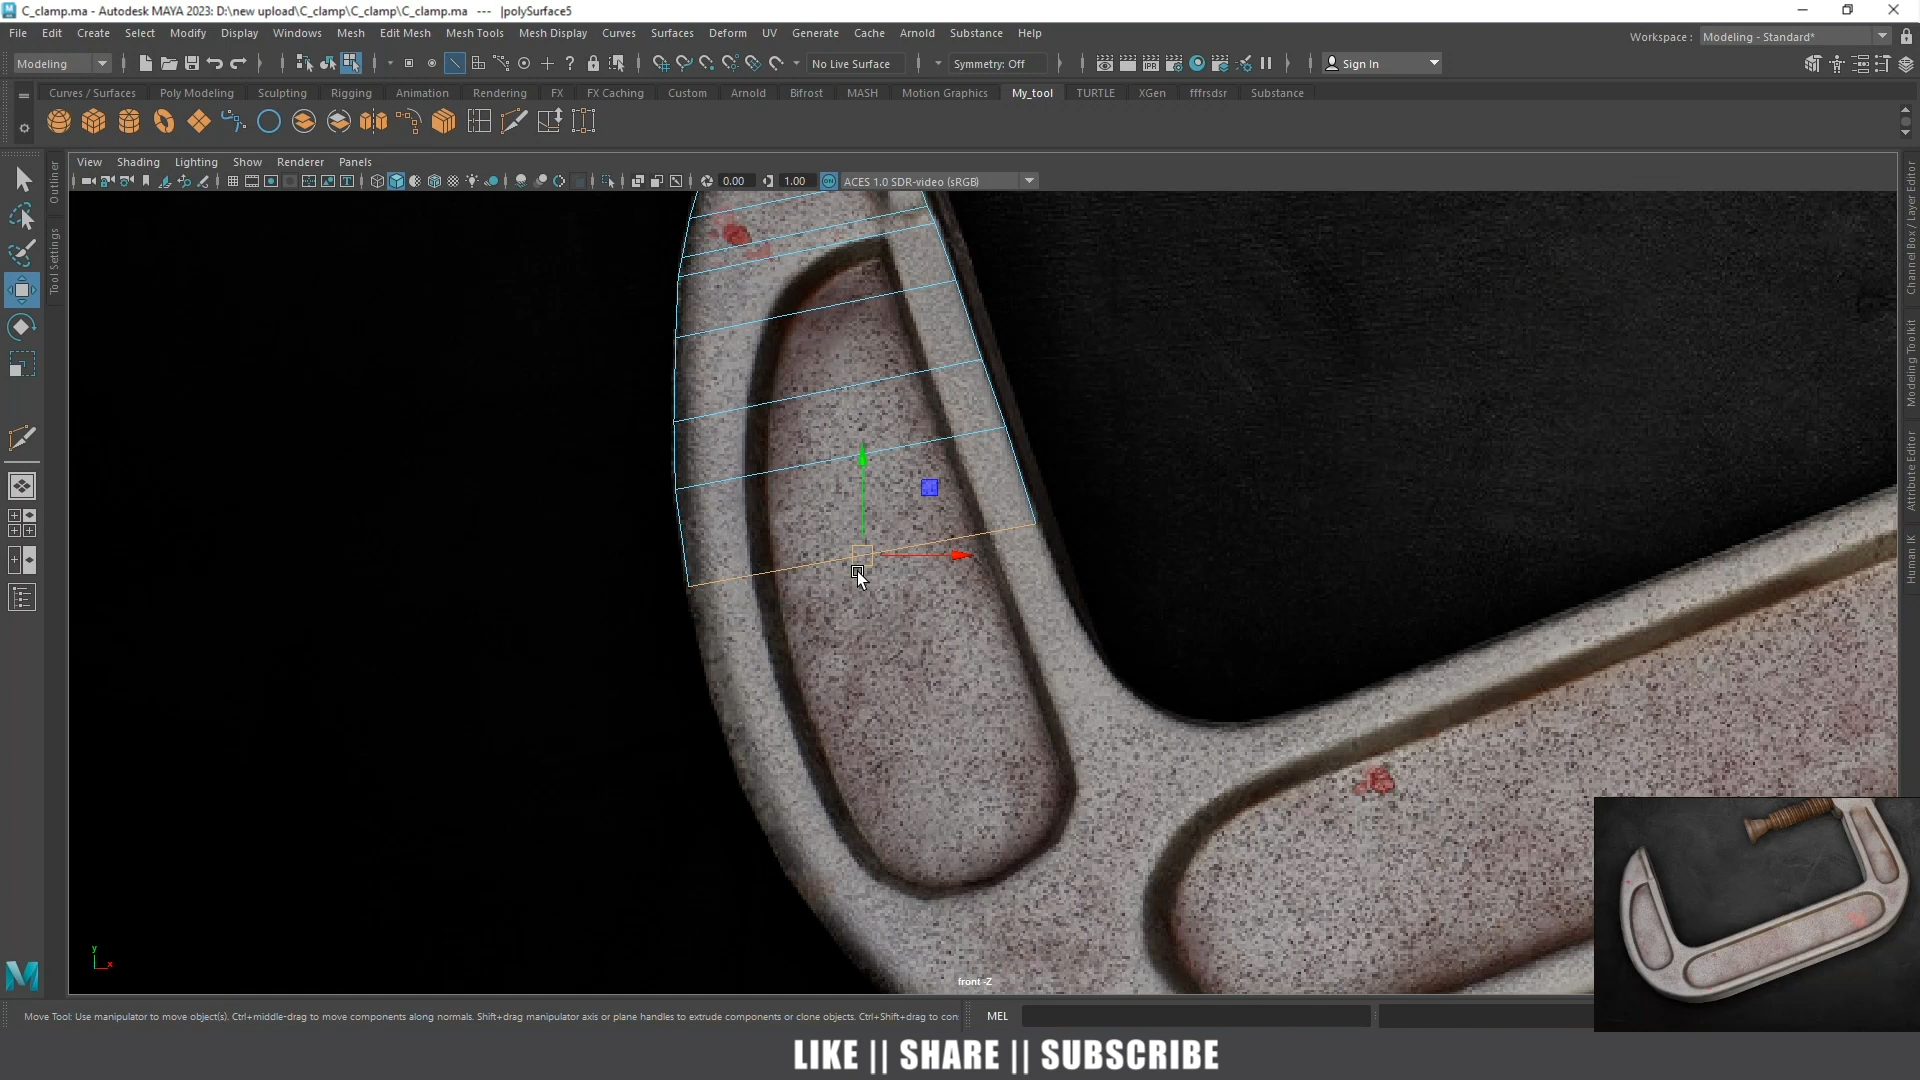 C_clamp.ma - Autodesk MAYA 2023: D:\new upload\C_clamp\C_clamp\C_clamp.ma --- |polySurface5
File Edit Create Select Modify Display Windows Mesh Edit Mesh Mesh Tools Mesh Display Curves Surfaces Deform UV Generate Cache Arnold Substance Help
Workspace : Modeling - Standard*
Modeling No Live Surface Symmetry: Off IPR Sign In
Curves / Surfaces Poly Modeling Sculpting Rigging Animation Rendering FX FX Caching Custom Arnold Bifrost MASH Motion Graphics My_tool TURTLE XGen fffrsdsr Substance
View Shading Lighting Show Renderer Panels
0.00 1.00 ON ACES 1.0 SDR-video (sRGB)
Outliner
Tool Settings
Channel Box / Layer Editor
Modeling Toolkit
Attribute Editor
Human IK
y
x
front -Z
M
Move Tool: Use manipulator to move object(s). Ctrl+middle-drag to move components along normals. Shift+drag manipulator axis or plane handles to extrude components or clone objects. Ctrl+Shift+drag to con
MEL
LIKE || SHARE || SUBSCRIBE